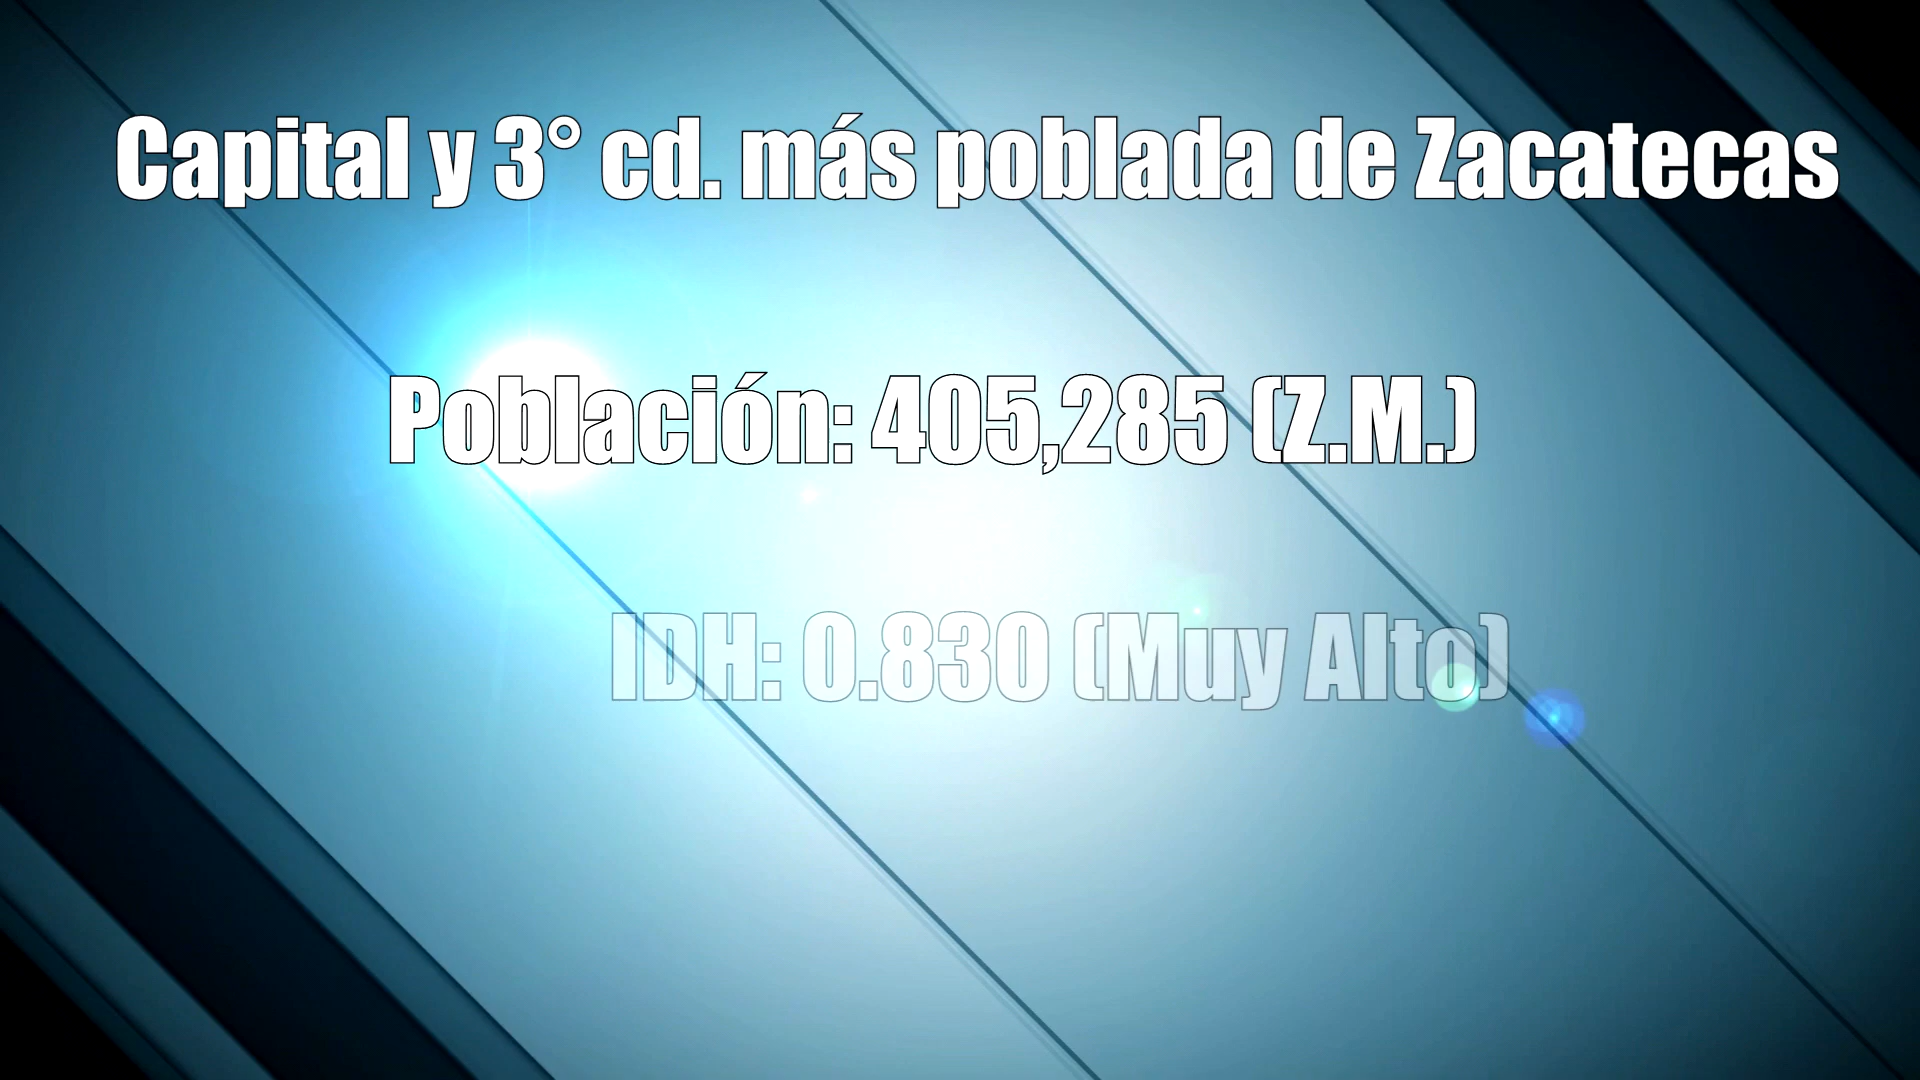 Capital y 3° cd. más poblada de Zacatecas
Población: 405,285 (Z.M.)
IDH: 0.830 (Muy Alto)